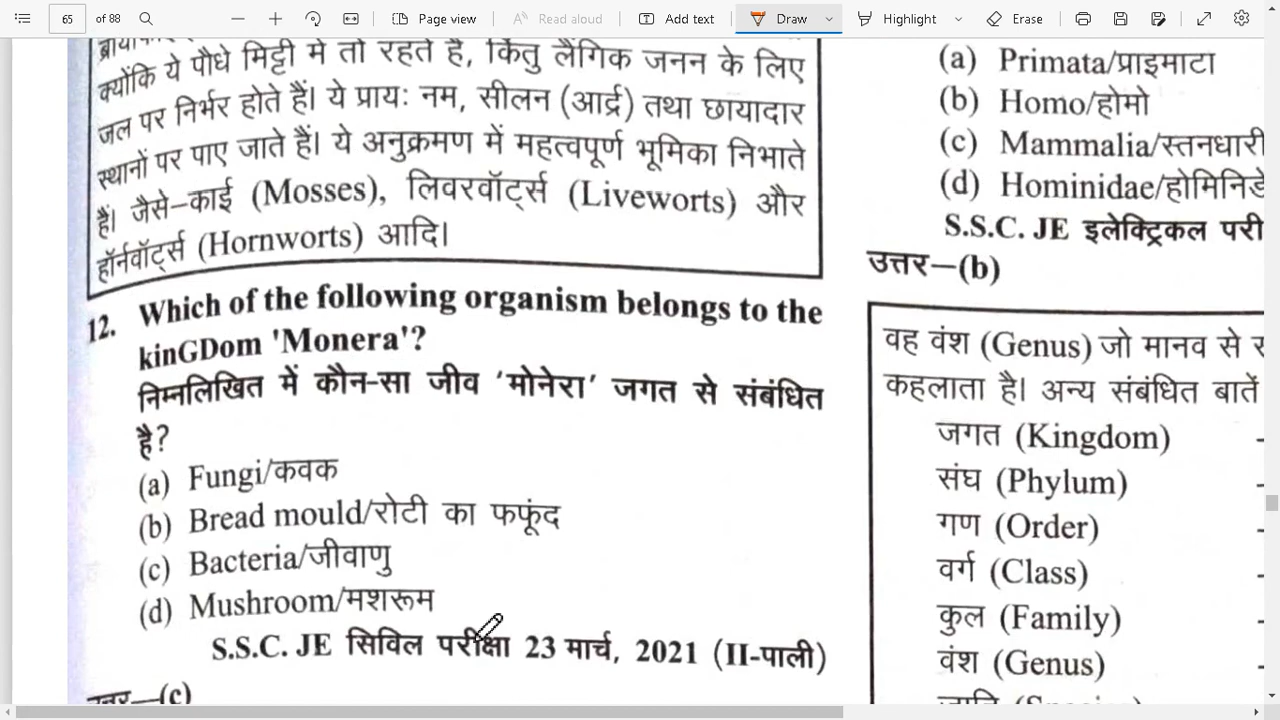 65
of 88
Page view
Read aloud
Add text
Draw
Highlight
Erase
क्योंकि ये पौधे मिट्टी में तो रहते हैं, किंतु लैंगिक जनन के लिए
जल पर निर्भर होते हैं। ये प्रायः नम, सीलन (आर्द्र) तथा छायादार
स्थानों पर पाए जाते हैं। ये अनुक्रमण में महत्वपूर्ण भूमिका निभाते
हैं। जैसे–काई (Mosses), लिवरवॉर्ट्स (Liveworts) और
हॉर्नवॉर्ट्स (Hornworts) आदि।
12. Which of the following organism belongs to the
kinGDom 'Monera'?
निम्नलिखित में कौन-सा जीव ‘मोनेरा’ जगत से संबंधित
है?
(a) Fungi/कवक
(b) Bread mould/रोटी का फफूंद
(c) Bacteria/जीवाणु
(d) Mushroom/मशरूम
S.S.C. JE सिविल परीक्षा 23 मार्च, 2021 (II-पाली)
उत्तर—(c)
(a) Primata/प्राइमाटा
(b) Homo/होमो
(c) Mammalia/स्तनधारी
(d) Hominidae/होमिनिडे
S.S.C. JE इलेक्ट्रिकल परी
उत्तर—(b)
वह वंश (Genus) जो मानव से
कहलाता है। अन्य संबंधित बातें
जगत (Kingdom) –
संघ (Phylum) –
गण (Order) –
वर्ग (Class) –
कुल (Family) –
वंश (Genus) –